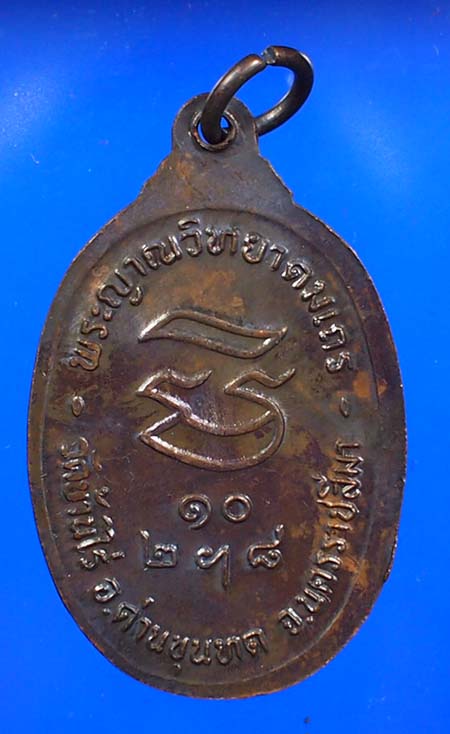 พระญาณวิทยาคมเถร
๑๐
๒ ฯ ๘
วัดบ้านไร่ อ.ด่านขุนทด จ.นครราชสีมา